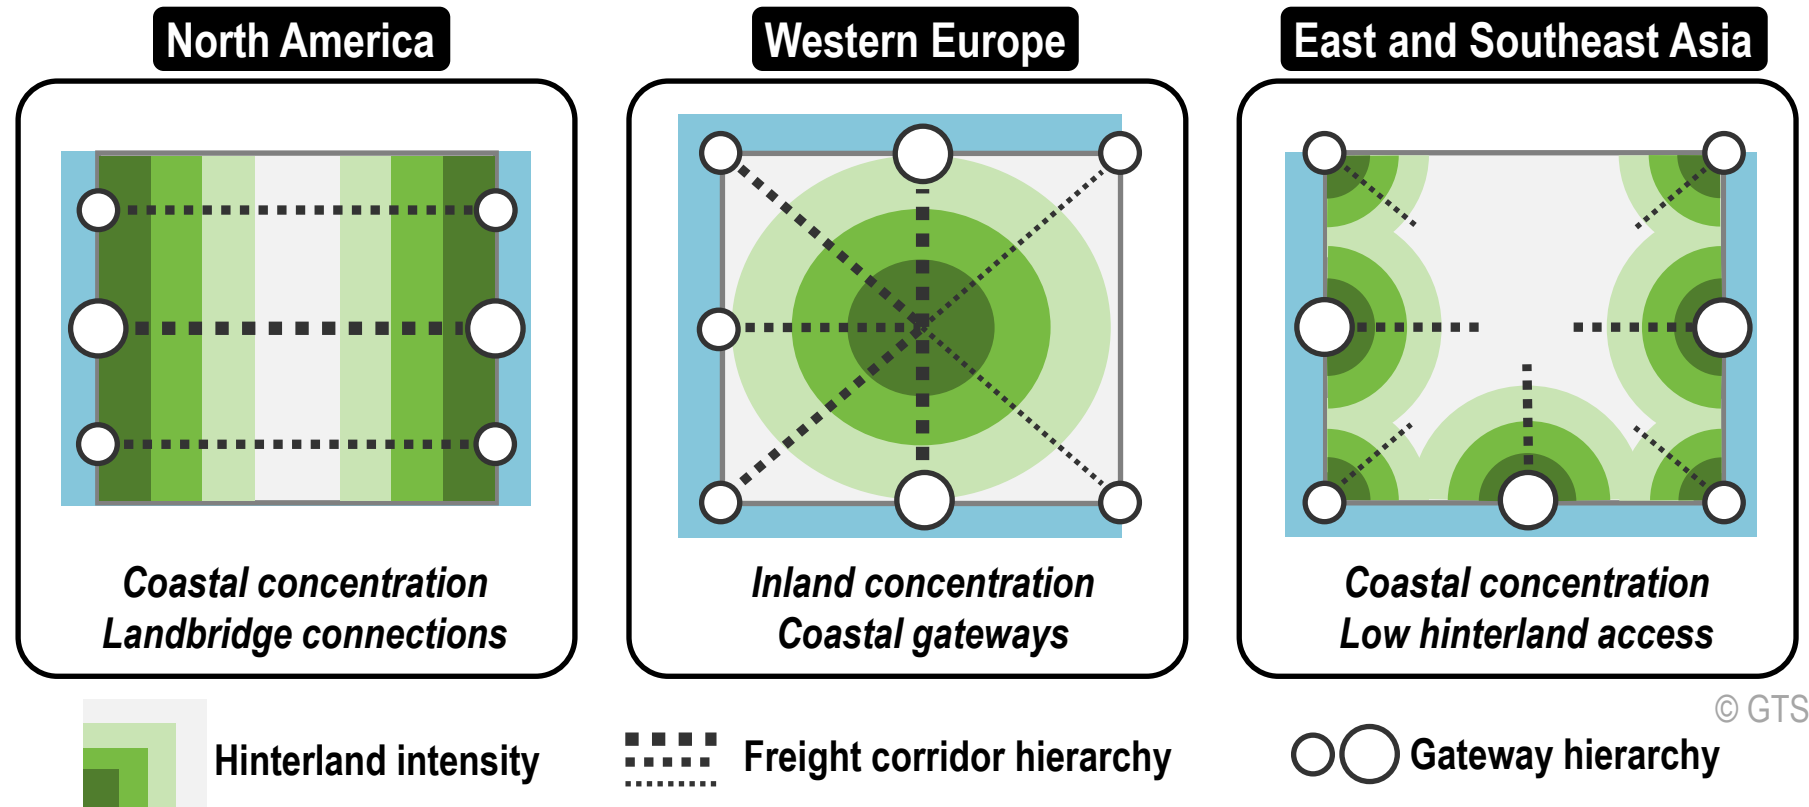 North America
Western Europe
East and Southeast Asia
Coastal concentration
Landbridge connections
Inland concentration
Coastal gateways
Coastal concentration
Low hinterland access
© GTS
Hinterland intensity
Freight corridor hierarchy
Gateway hierarchy